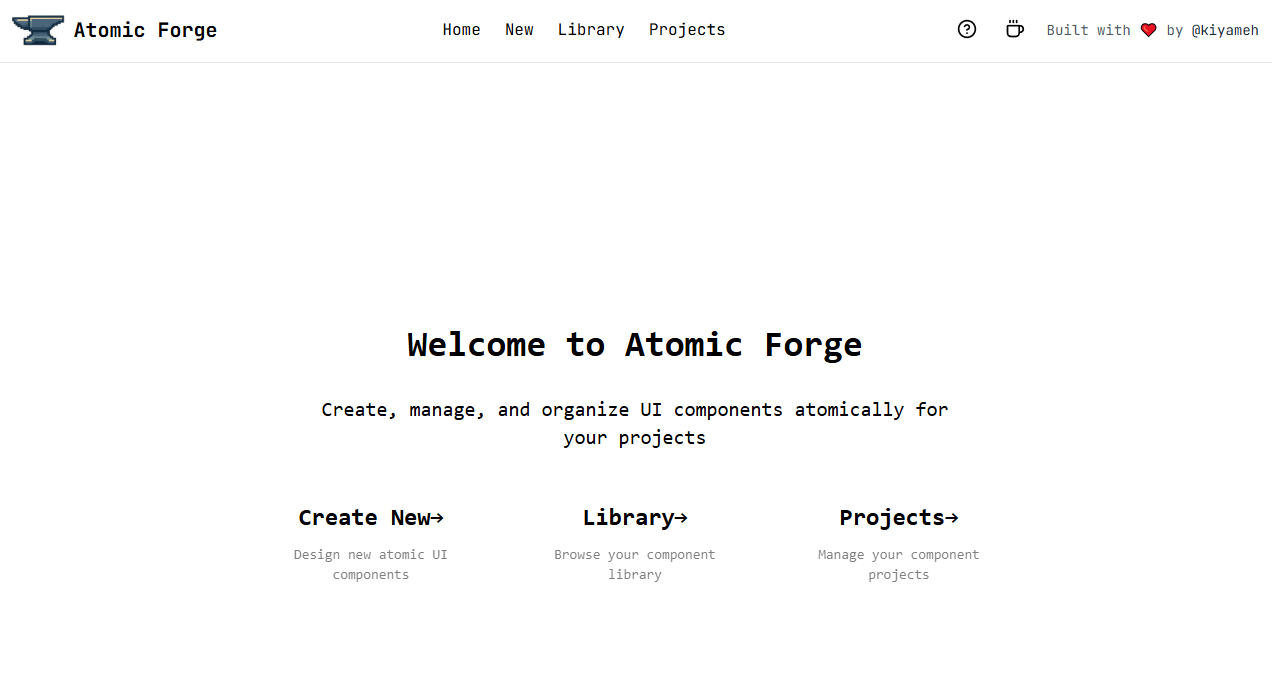 Atomic Forge
Home New Library Projects
Built with ❤️ by @kiyameh
Welcome to Atomic Forge
Create, manage, and organize UI components atomically for
your projects
Create New→
Design new atomic UI
components
Library→
Browse your component
library
Projects→
Manage your component
projects